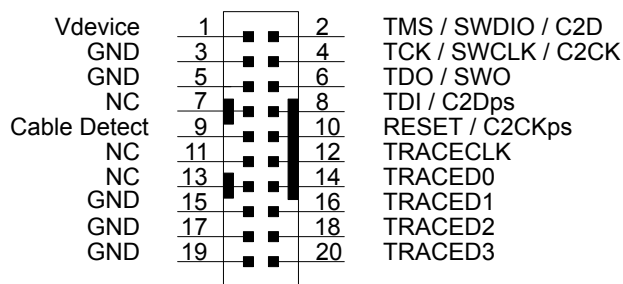 Vdevice 1 2 TMS / SWDIO / C2D
GND 3 4 TCK / SWCLK / C2CK
GND 5 6 TDO / SWO
NC 7 8 TDI / C2Dps
Cable Detect 9 10 RESET / C2CKps
NC 11 12 TRACECLK
NC 13 14 TRACED0
GND 15 16 TRACED1
GND 17 18 TRACED2
GND 19 20 TRACED3